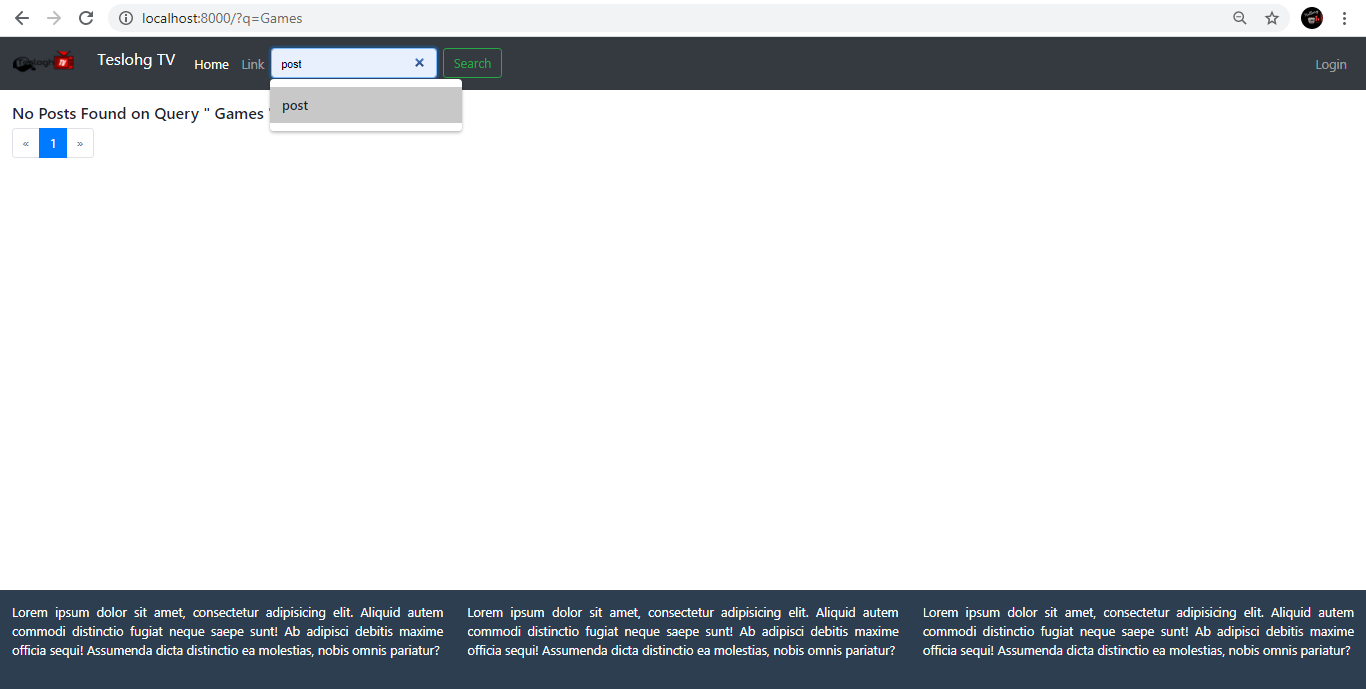 localhost:8000/?q=Games
Teslohg TV Home Link post Search Login
post
No Posts Found on Query " Games "
« 1 »
Lorem ipsum dolor sit amet, consectetur adipisicing elit. Aliquid autem
commodi distinctio fugiat neque saepe sunt! Ab adipisci debitis maxime
officia sequi! Assumenda dicta distinctio ea molestias, nobis omnis pariatur?
Lorem ipsum dolor sit amet, consectetur adipisicing elit. Aliquid autem
commodi distinctio fugiat neque saepe sunt! Ab adipisci debitis maxime
officia sequi! Assumenda dicta distinctio ea molestias, nobis omnis pariatur?
Lorem ipsum dolor sit amet, consectetur adipisicing elit. Aliquid autem
commodi distinctio fugiat neque saepe sunt! Ab adipisci debitis maxime
officia sequi! Assumenda dicta distinctio ea molestias, nobis omnis pariatur?